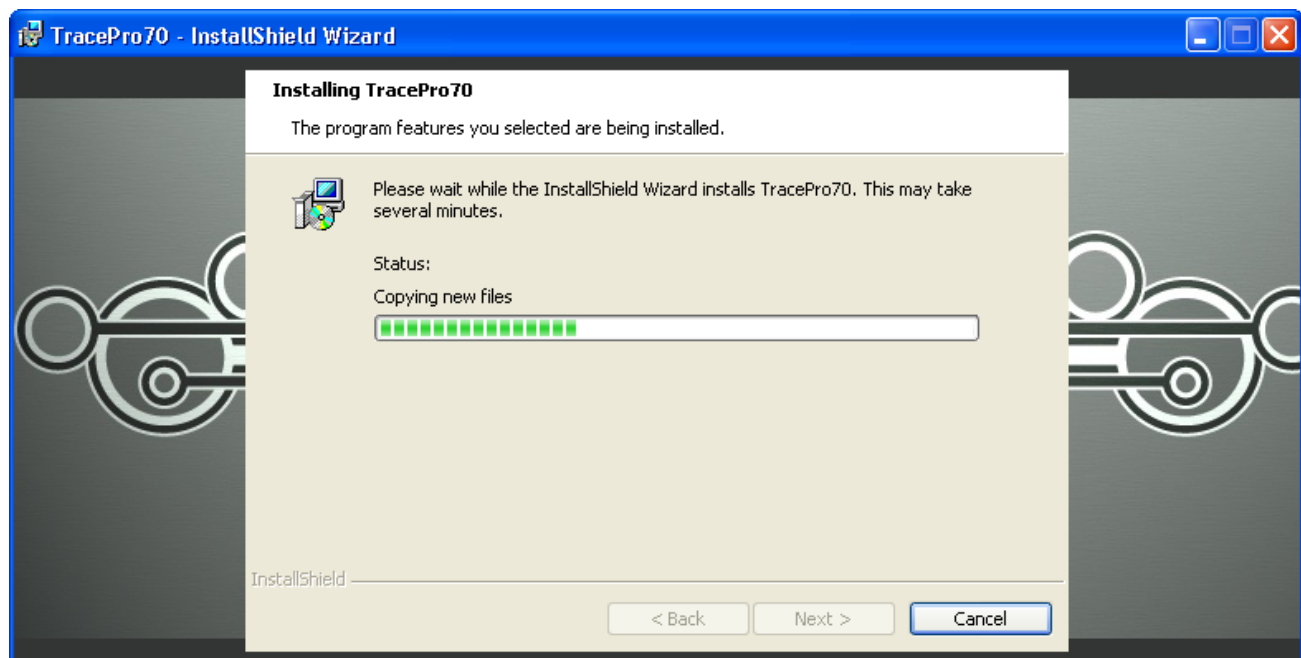 TracePro70 - InstallShield Wizard
Installing TracePro70
The program features you selected are being installed.
Please wait while the InstallShield Wizard installs TracePro70. This may take
several minutes.
Status:
Copying new files
InstallShield
< Back
Next >
Cancel